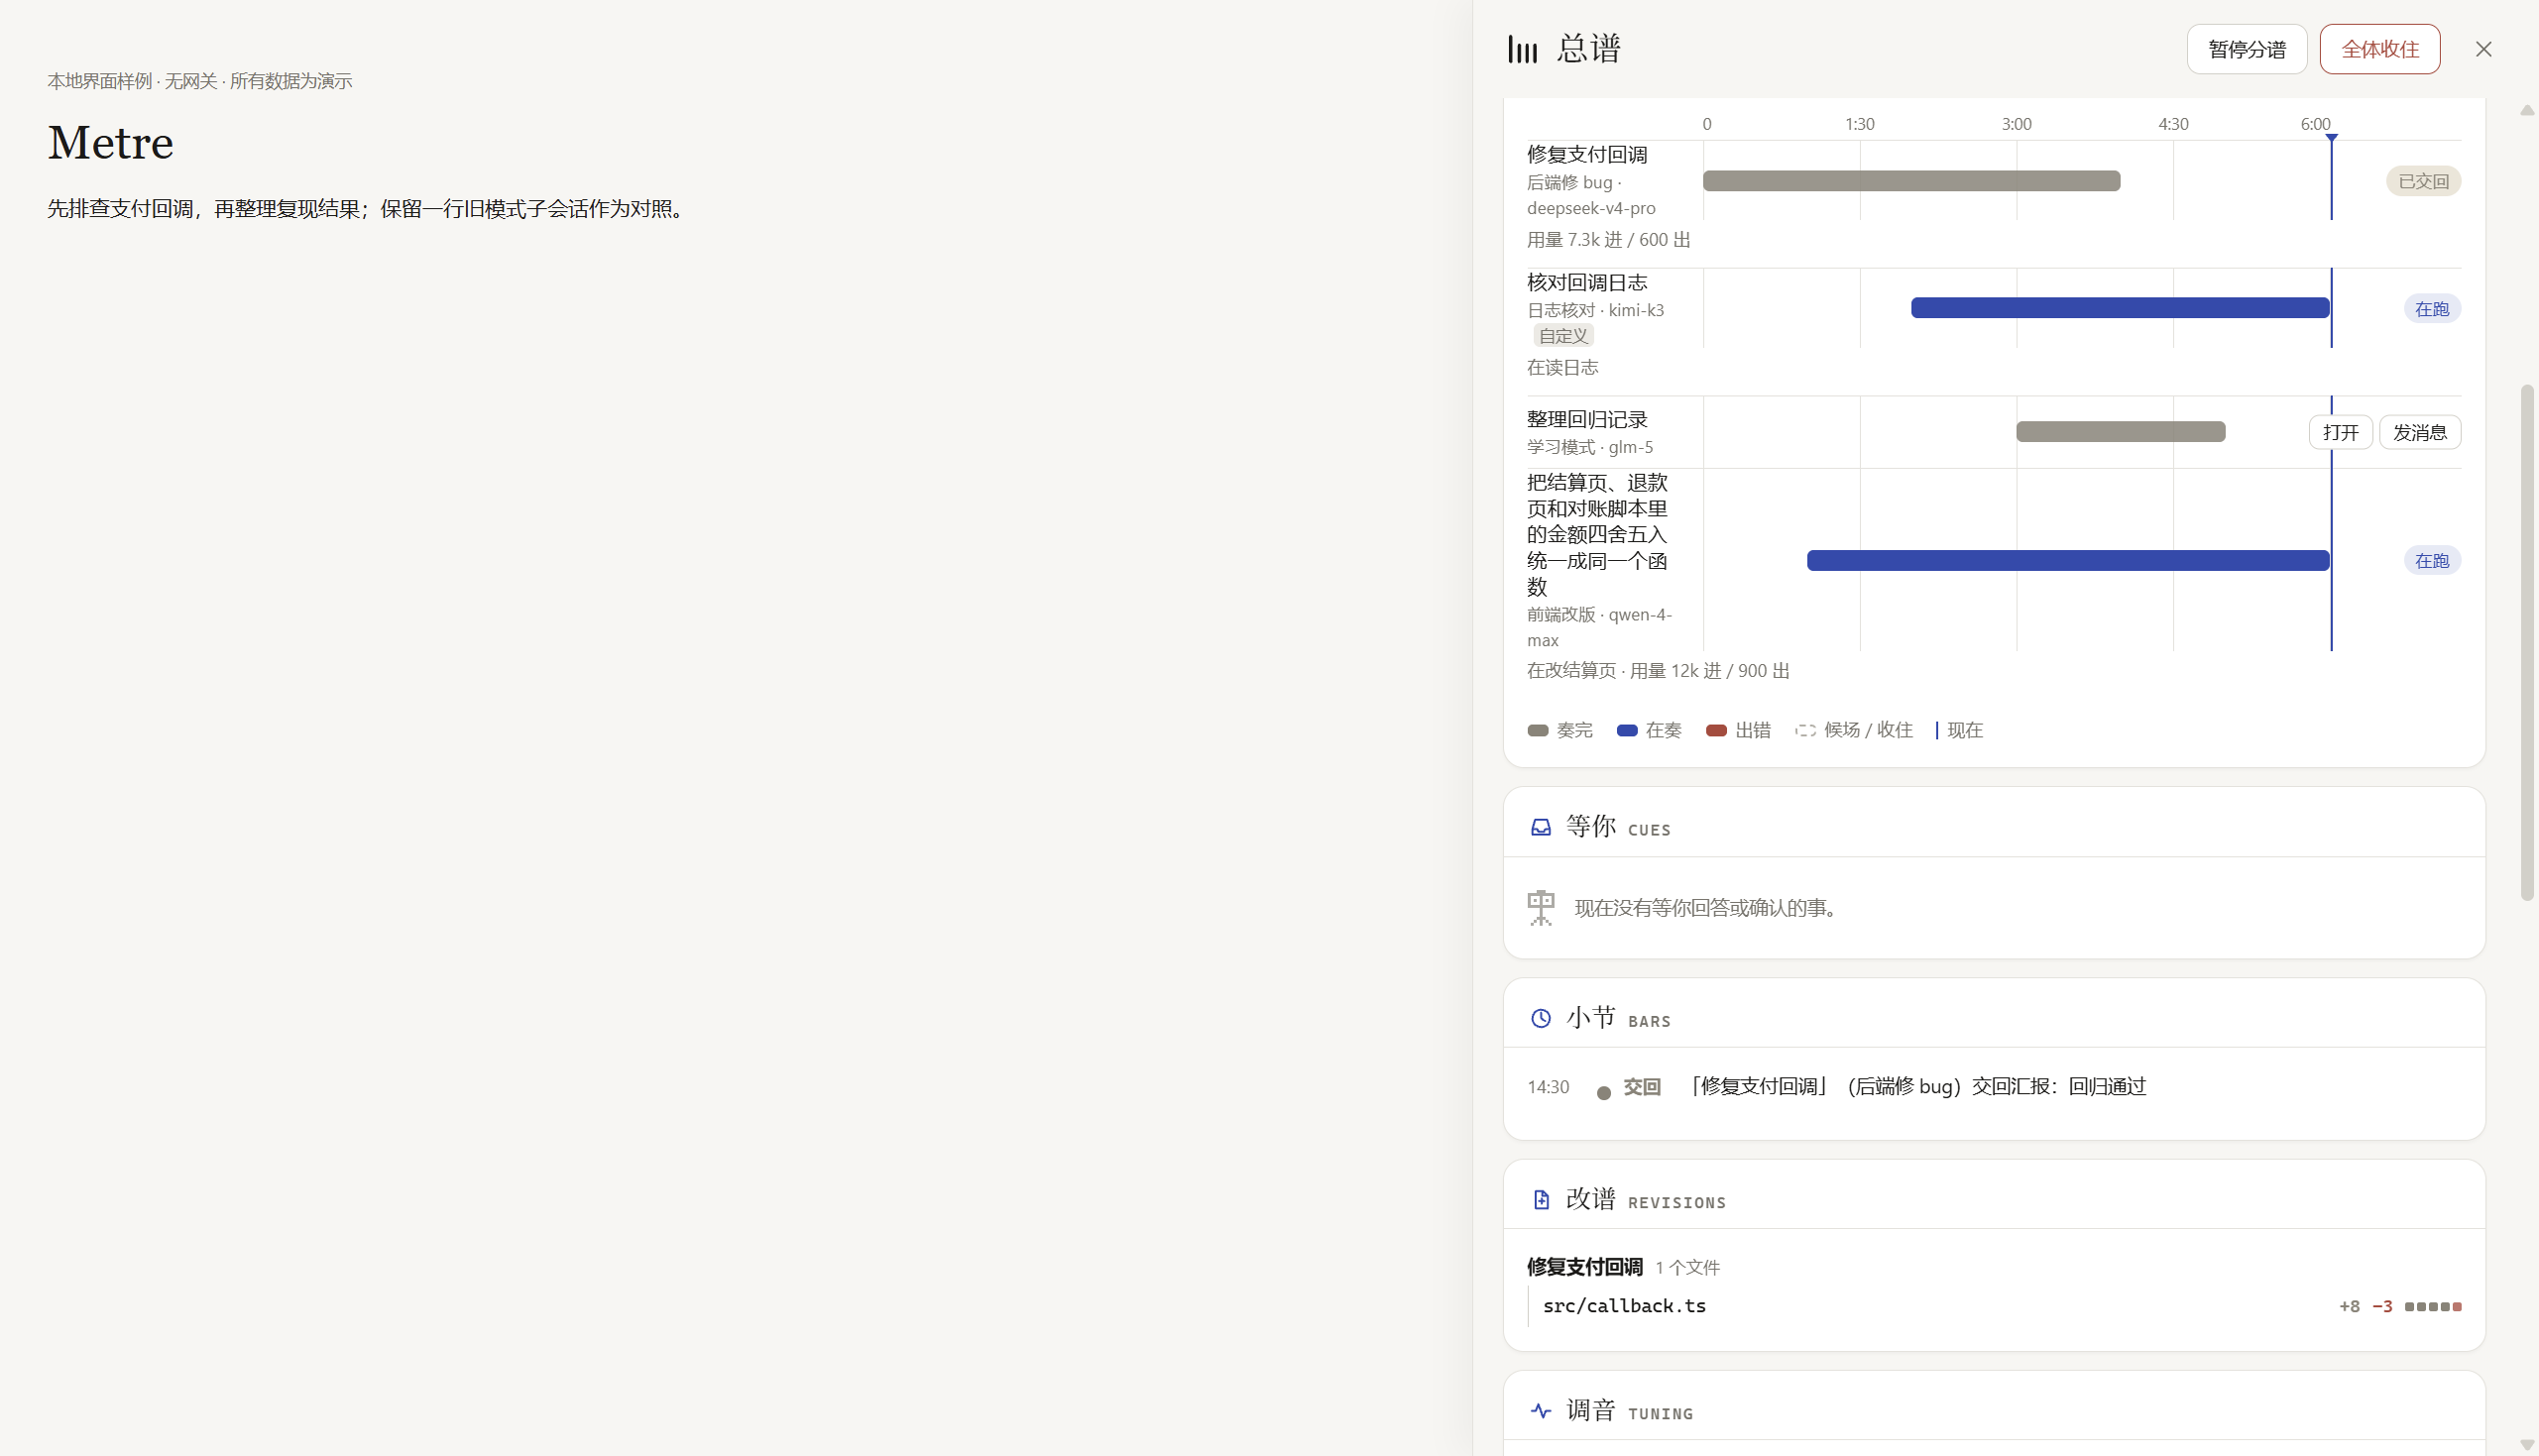 本地界面样例 · 无网关 · 所有数据为演示
Metre
先排查支付回调，再整理复现结果；保留一行旧模式子会话作为对照。
总谱
暂停分谱
全体收住
0 1:30 3:00 4:30 6:00
修复支付回调
后端修 bug ·
deepseek-v4-pro
已交回
用量 7.3k 进 / 600 出
核对回调日志
日志核对 · kimi-k3
自定义
在跑
在读日志
整理回归记录
学习模式 · glm-5
打开
发消息
把结算页、退款
页和对账脚本里
的金额四舍五入
统一成同一个函
数
前端改版 · qwen-4-
max
在跑
在改结算页 · 用量 12k 进 / 900 出
奏完 在奏 出错 候场 / 收住 现在
等你 CUES
现在没有等你回答或确认的事。
小节 BARS
14:30 交回 「修复支付回调」（后端修 bug）交回汇报：回归通过
改谱 REVISIONS
修复支付回调 1 个文件
src/callback.ts +8 −3
调音 TUNING